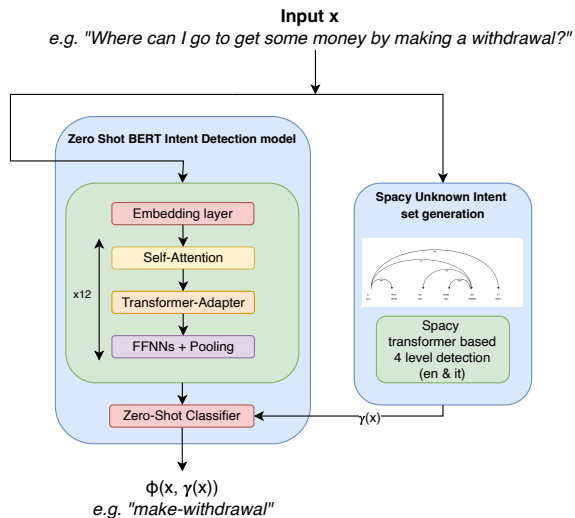 Input x
e.g. "Where can I go to get some money by making a withdrawal?"
Zero Shot BERT Intent Detection model
Embedding layer
Self-Attention
x12
Transformer-Adapter
FFNNs + Pooling
Zero-Shot Classifier
Spacy Unknown Intent
set generation
Spacy
transformer based
4 level detection
(en & it)
γ(x)
ϕ(x, γ(x))
e.g. "make-withdrawal"